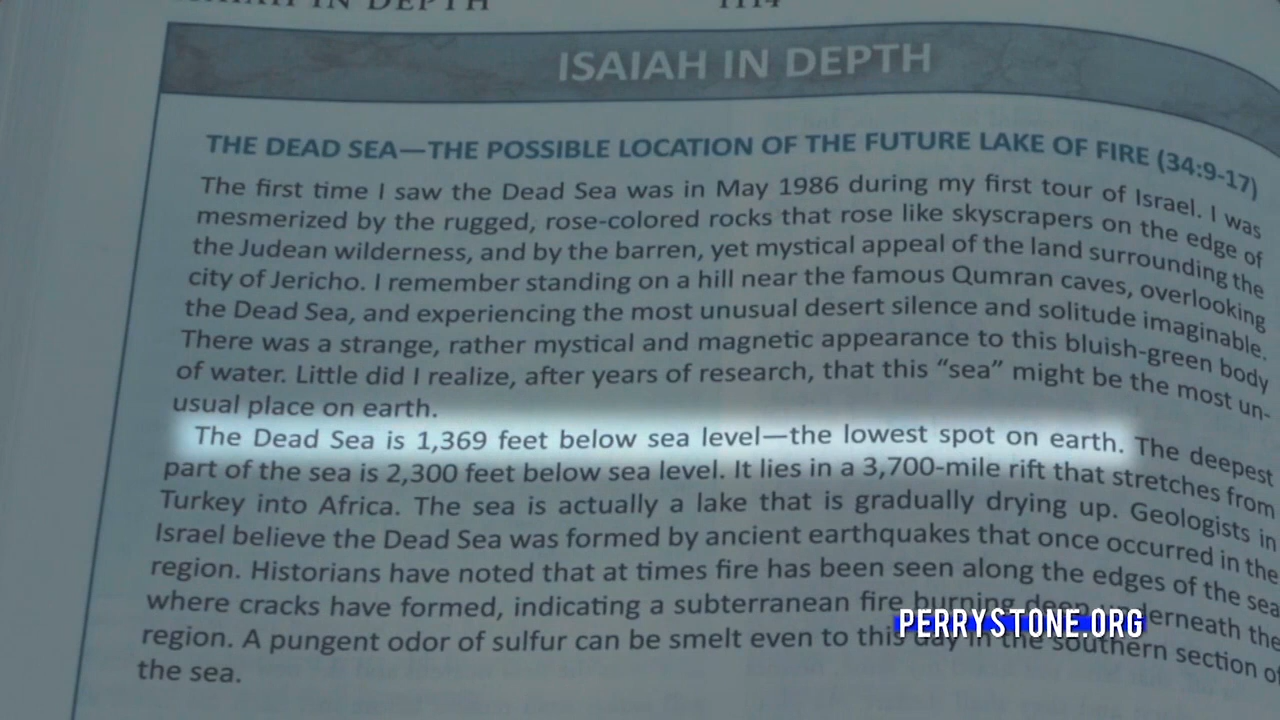 ISAIAH IN DEPTH
THE DEAD SEA—THE POSSIBLE LOCATION OF THE FUTURE LAKE OF FIRE (34:9-17)
The first time I saw the Dead Sea was in May 1986 during my first tour of Israel. I was
mesmerized by the rugged, rose-colored rocks that rose like skyscrapers on the edge of
the Judean wilderness, and by the barren, yet mystical appeal of the land surrounding the
city of Jericho. I remember standing on a hill near the famous Qumran caves, overlooking
the Dead Sea, and experiencing the most unusual desert silence and solitude imaginable.
There was a strange, rather mystical and magnetic appearance to this bluish-green body
of water. Little did I realize, after years of research, that this “sea” might be the most un-
usual place on earth.
The Dead Sea is 1,369 feet below sea level—the lowest spot on earth. The deepest
part of the sea is 2,300 feet below sea level. It lies in a 3,700-mile rift that stretches from
Turkey into Africa. The sea is actually a lake that is gradually drying up. Geologists in
Israel believe the Dead Sea was formed by ancient earthquakes that once occurred in the
region. Historians have noted that at times fire has been seen along the edges of the sea
where cracks have formed, indicating a subterranean fire burning deep underneath the
region. A pungent odor of sulfur can be smelt even to this day in the southern section of
the sea.
PERRYSTONE.ORG